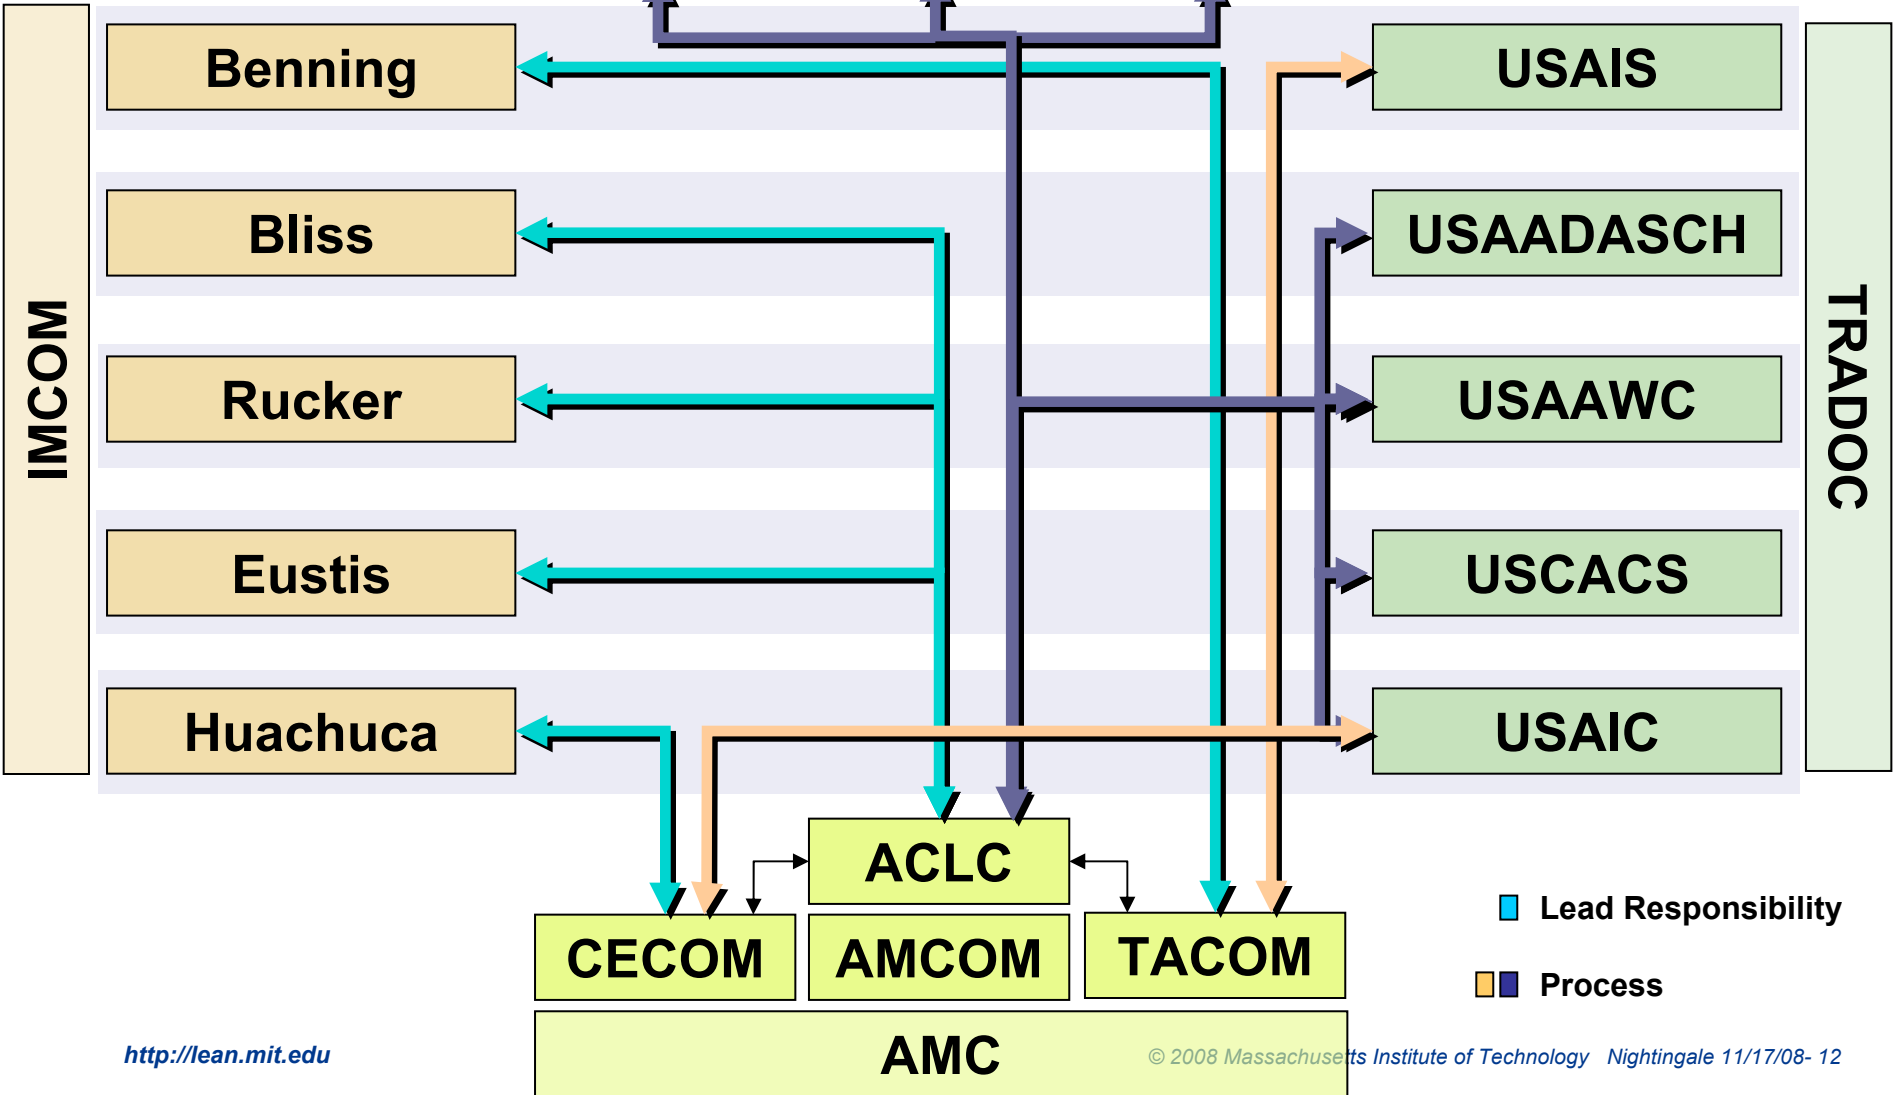 IMCOM
Benning
USAIS
Bliss
USAADASCH
Rucker
USAAWC
Eustis
USCACS
Huachuca
USAIC
TRADOC
ACLC
CECOM
AMCOM
TACOM
AMC
Lead Responsibility
Process
http://lean.mit.edu
© 2008 Massachusetts Institute of Technology Nightingale 11/17/08- 12